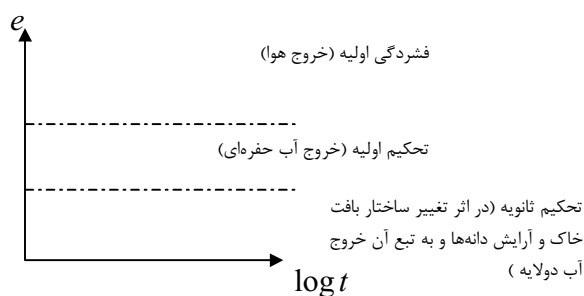 e
فشردگی اولیه (خروج هوا)
تحکیم اولیه (خروج آب حفره‌ای)
تحکیم ثانویه (در اثر تغییر ساختار بافت
خاک و آرایش دانه‌ها و به تبع آن خروج
آب دولایه )
log t